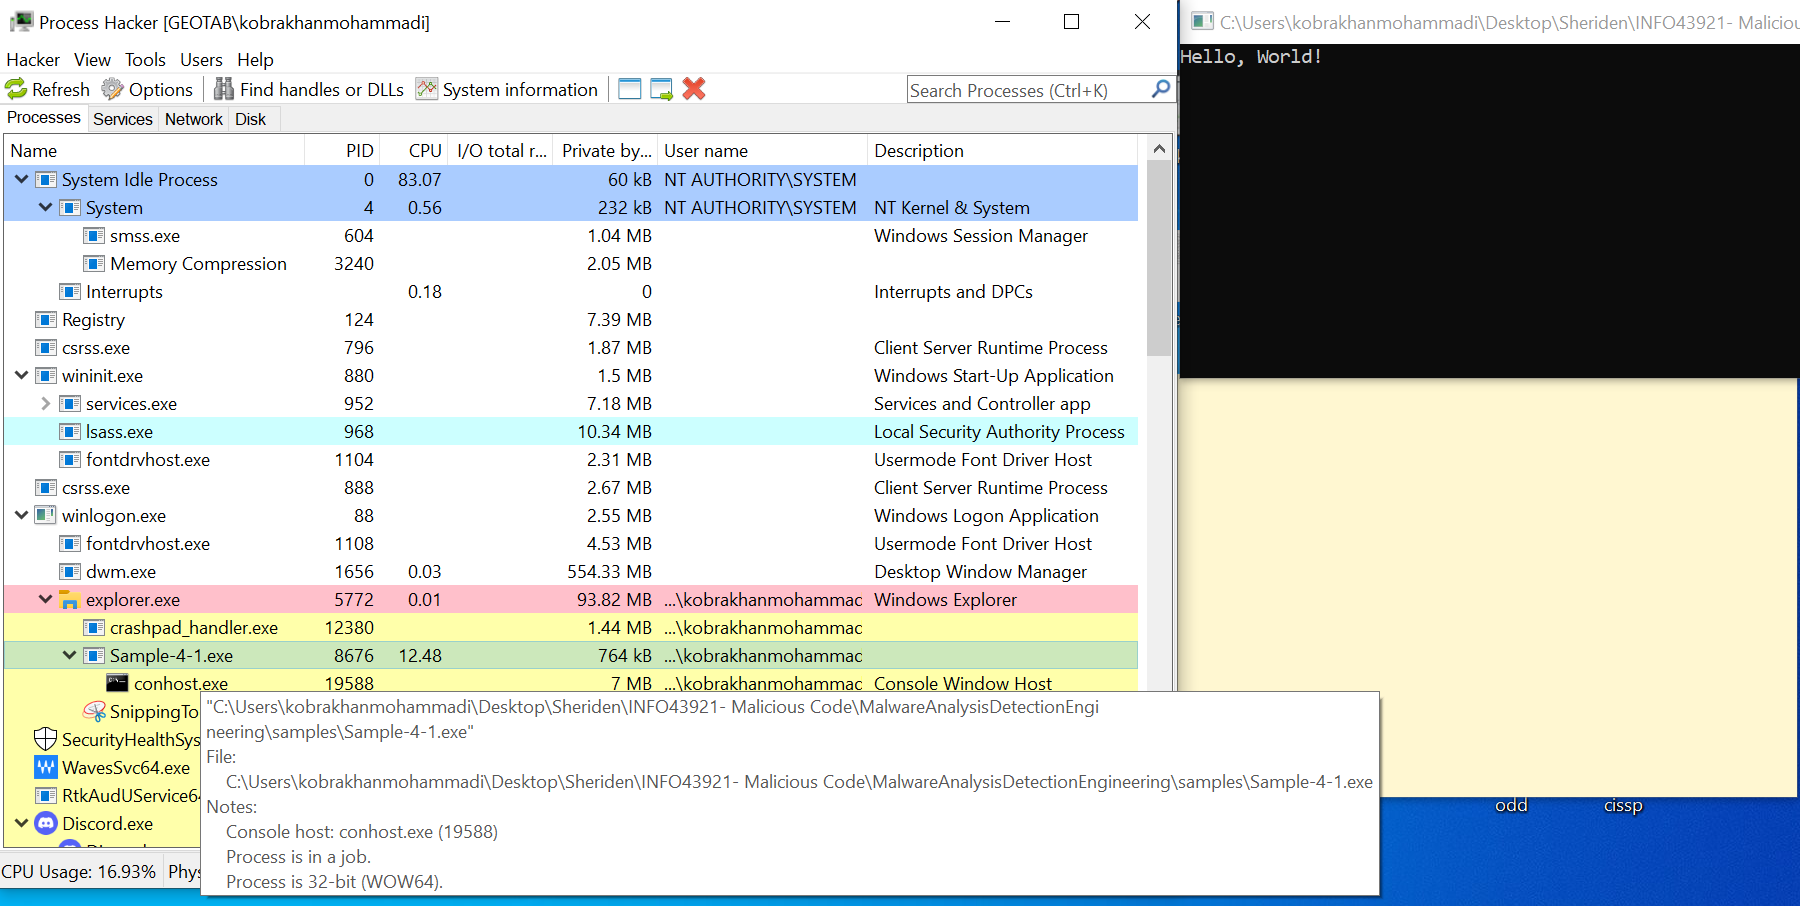 Process Hacker [GEOTAB\kobrakhanmohammadi]
C:\Users\kobrakhanmohammadi\Desktop\Sheriden\INFO43921- Maliciou
Hello, World!
Hacker View Tools Users Help
Refresh Options Find handles or DLLs System information Search Processes (Ctrl+K)
Processes Services Network Disk
Name PID CPU I/O total r... Private by... User name Description
System Idle Process 0 83.07 60 kB NT AUTHORITY\SYSTEM
System 4 0.56 232 kB NT AUTHORITY\SYSTEM NT Kernel & System
smss.exe 604 1.04 MB Windows Session Manager
Memory Compression 3240 2.05 MB
Interrupts 0.18 0 Interrupts and DPCs
Registry 124 7.39 MB
csrss.exe 796 1.87 MB Client Server Runtime Process
wininit.exe 880 1.5 MB Windows Start-Up Application
services.exe 952 7.18 MB Services and Controller app
lsass.exe 968 10.34 MB Local Security Authority Process
fontdrvhost.exe 1104 2.31 MB Usermode Font Driver Host
csrss.exe 888 2.67 MB Client Server Runtime Process
winlogon.exe 88 2.55 MB Windows Logon Application
fontdrvhost.exe 1108 4.53 MB Usermode Font Driver Host
dwm.exe 1656 0.03 554.33 MB Desktop Window Manager
explorer.exe 5772 0.01 93.82 MB ...\kobrakhanmohammad Windows Explorer
crashpad_handler.exe 12380 1.44 MB ...\kobrakhanmohammad
Sample-4-1.exe 8676 12.48 764 kB ...\kobrakhanmohammad
conhost.exe 19588 7 MB ...\kobrakhanmohammad Console Window Host
SnippingTo
SecurityHealthSys
WavesSvc64.exe
RtkAudUService64
Discord.exe
"C:\Users\kobrakhanmohammadi\Desktop\Sheriden\INFO43921- Malicious Code\MalwareAnalysisDetectionEngi
neering\samples\Sample-4-1.exe"
File:
C:\Users\kobrakhanmohammadi\Desktop\Sheriden\INFO43921- Malicious Code\MalwareAnalysisDetectionEngineering\samples\Sample-4-1.exe
Notes:
Console host: conhost.exe (19588)
Process is in a job.
Process is 32-bit (WOW64).
CPU Usage: 16.93% Phys
odd cissp